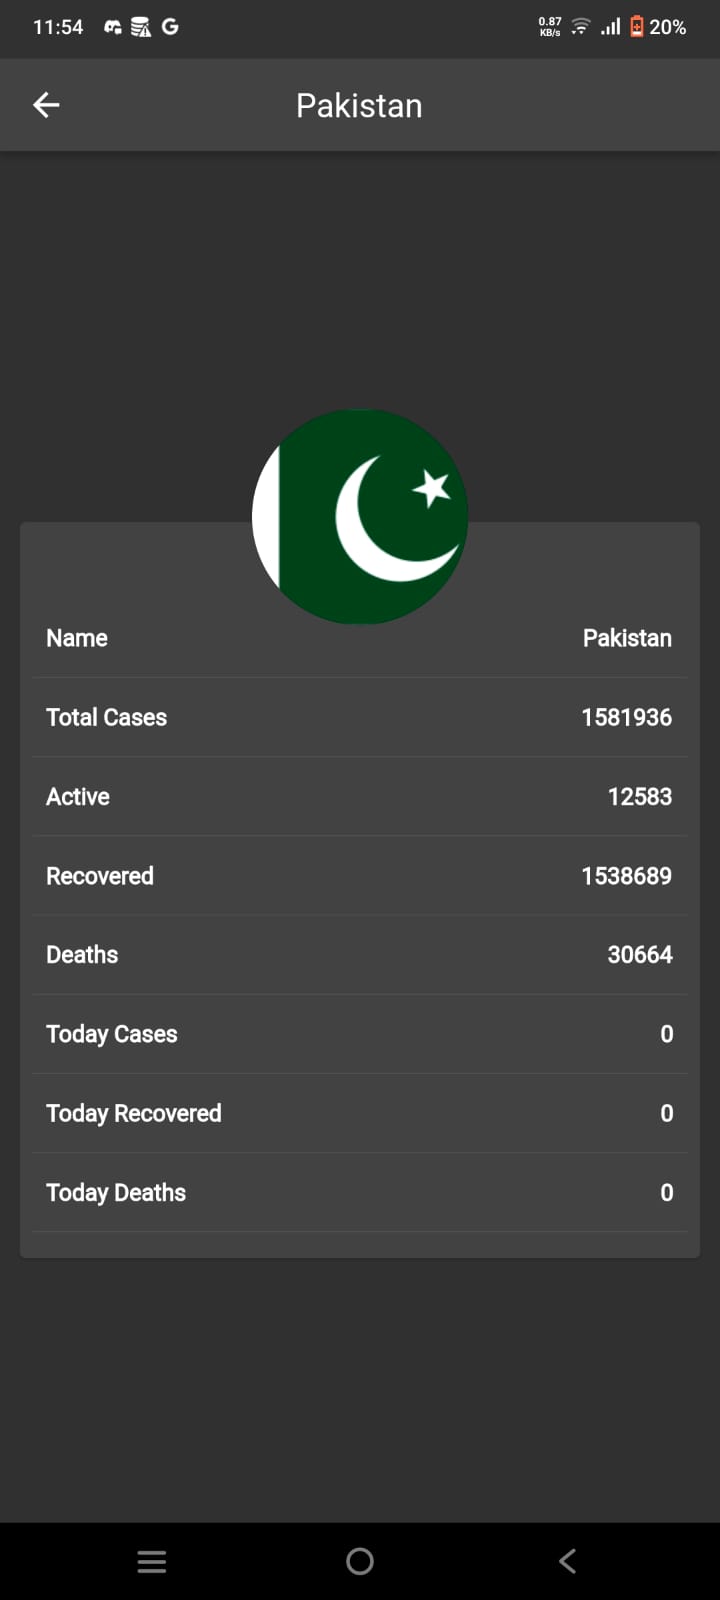 11:54 G 0.87 KB/s 20%
Pakistan
Name Pakistan
Total Cases 1581936
Active 12583
Recovered 1538689
Deaths 30664
Today Cases 0
Today Recovered 0
Today Deaths 0